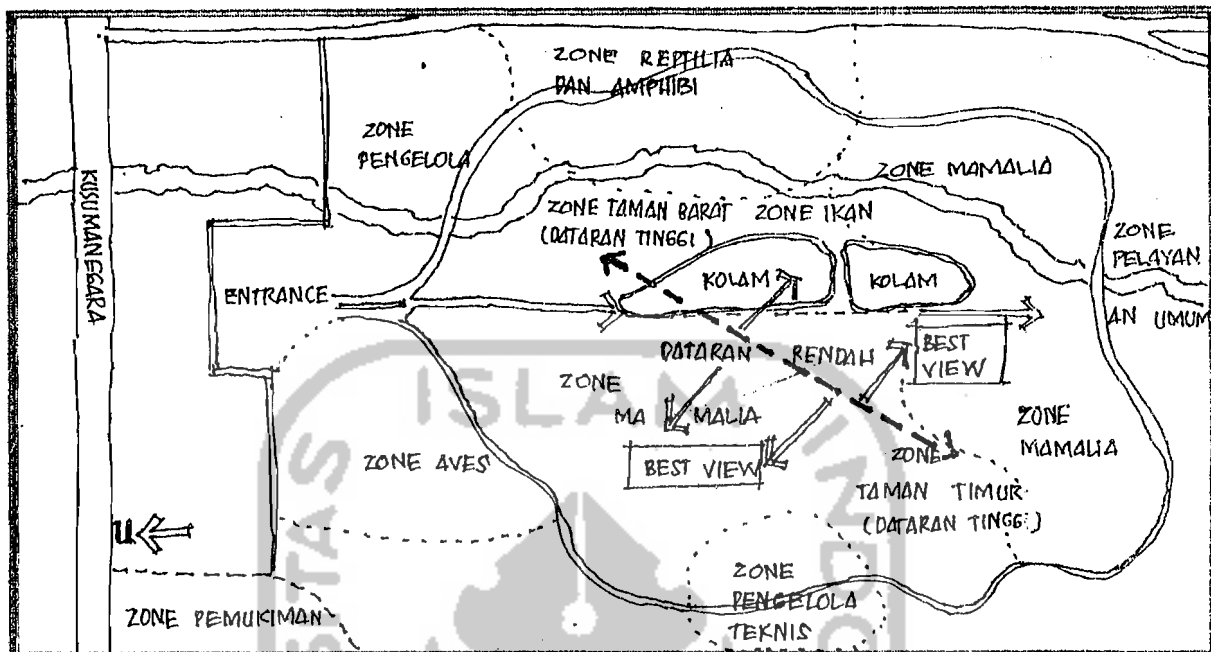 ZONE REPTILIA
DAN AMPHIBI
ZONE
PENGELOLA
ZONE MAMALIA
KUSUMANEGARA
ZONE TAMAN BARAT
(DATARAN TINGGI)
ZONE IKAN
ZONE
PELAYAN
AN UMUM
ENTRANCE
KOLAM
KOLAM
DATARAN RENDAH
BEST
VIEW
ZONE
MA MALIA
BEST VIEW
ZONE AVES
ZONE
MAMALIA
ZONE
TAMAN TIMUR
(DATARAN TINGGI)
U
ZONE
PENGELOLA
TEKNIS
ZONE PEMUKIMAN
ISLAM